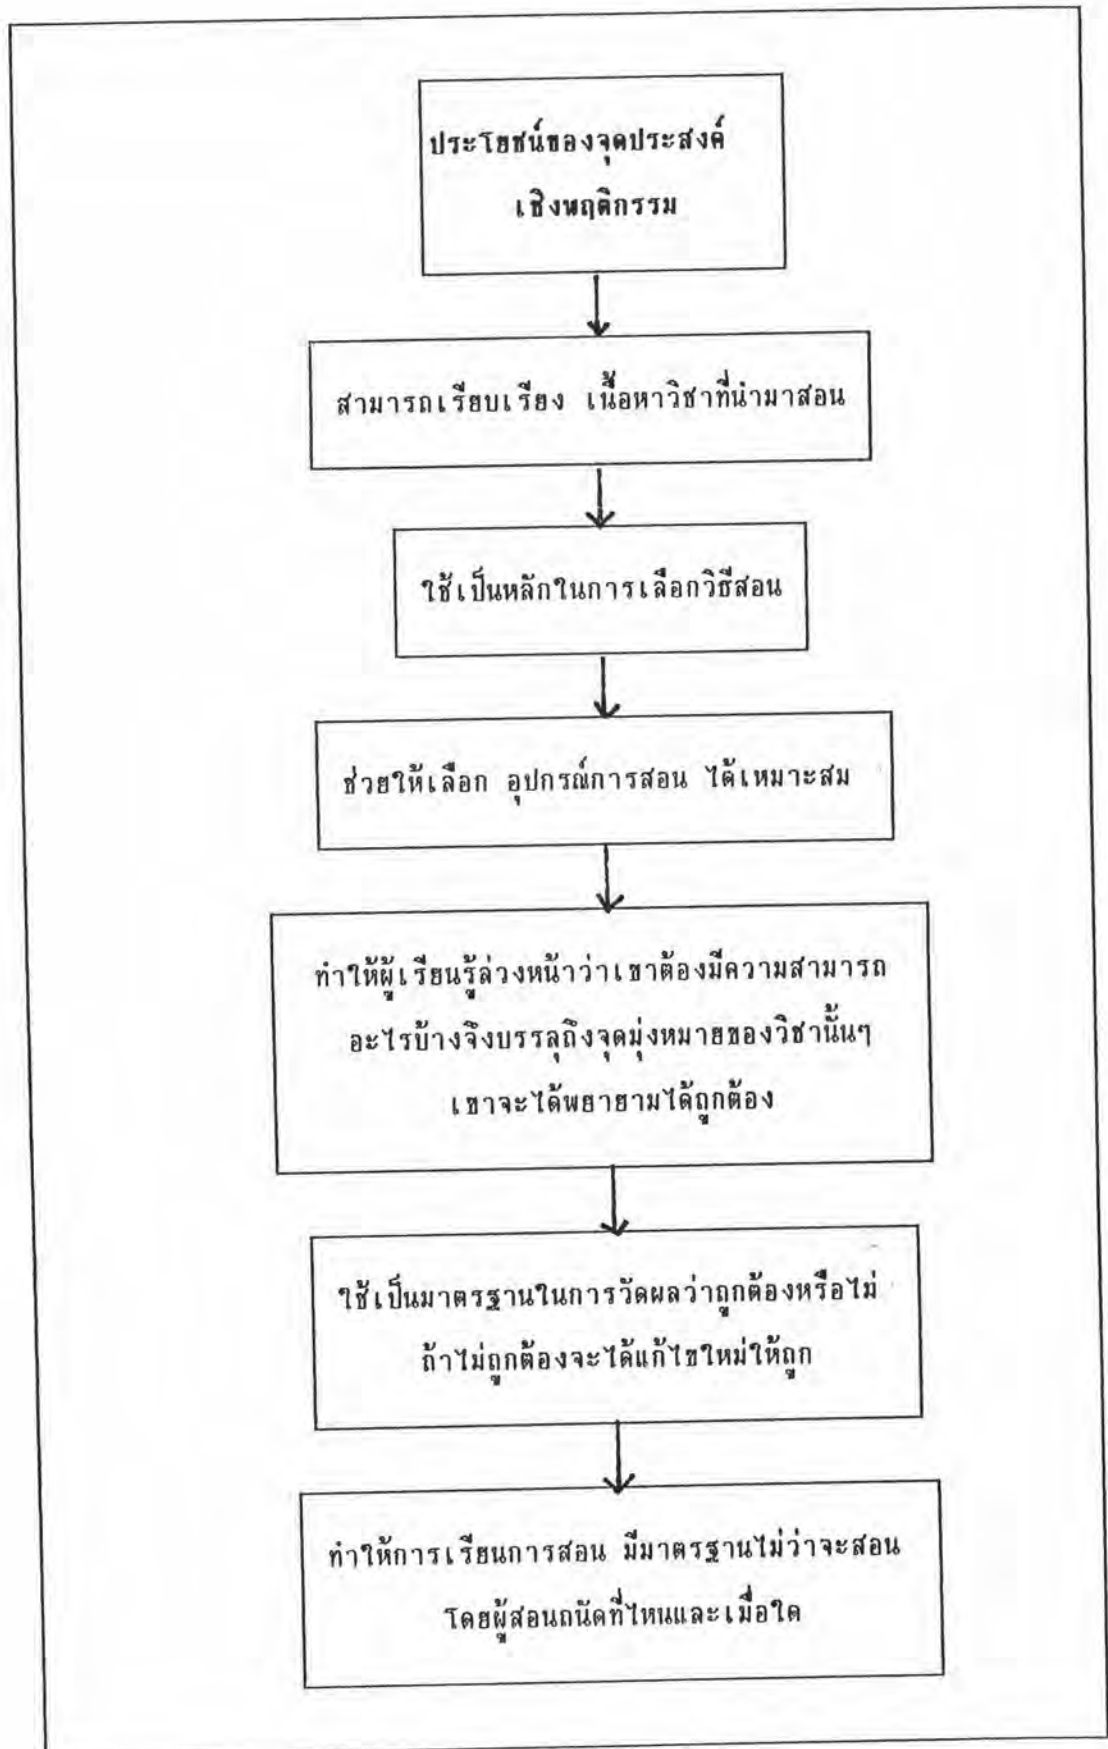 ประโยชน์ของจุดประสงค์
เชิงพฤติกรรม
สามารถเรียบเรียง เนื้อหาวิชาที่นำมาสอน
ใช้เป็นหลักในการเลือกวิธีสอน
ช่วยให้เลือก อุปกรณ์การสอน ได้เหมาะสม
ทำให้ผู้เรียนรู้ล่วงหน้าว่าเขาต้องมีความสามารถ
อะไรบ้างจึงบรรลุถึงจุดมุ่งหมายของวิชานั้นๆ
เขาจะได้พยายามได้ถูกต้อง
ใช้เป็นมาตรฐานในการวัดผลว่าถูกต้องหรือไม่
ถ้าไม่ถูกต้องจะได้แก้ไขใหม่ให้ถูก
ทำให้การเรียนการสอน มีมาตรฐานไม่ว่าจะสอน
โดยผู้สอนถนัดที่ไหนและเมื่อใด